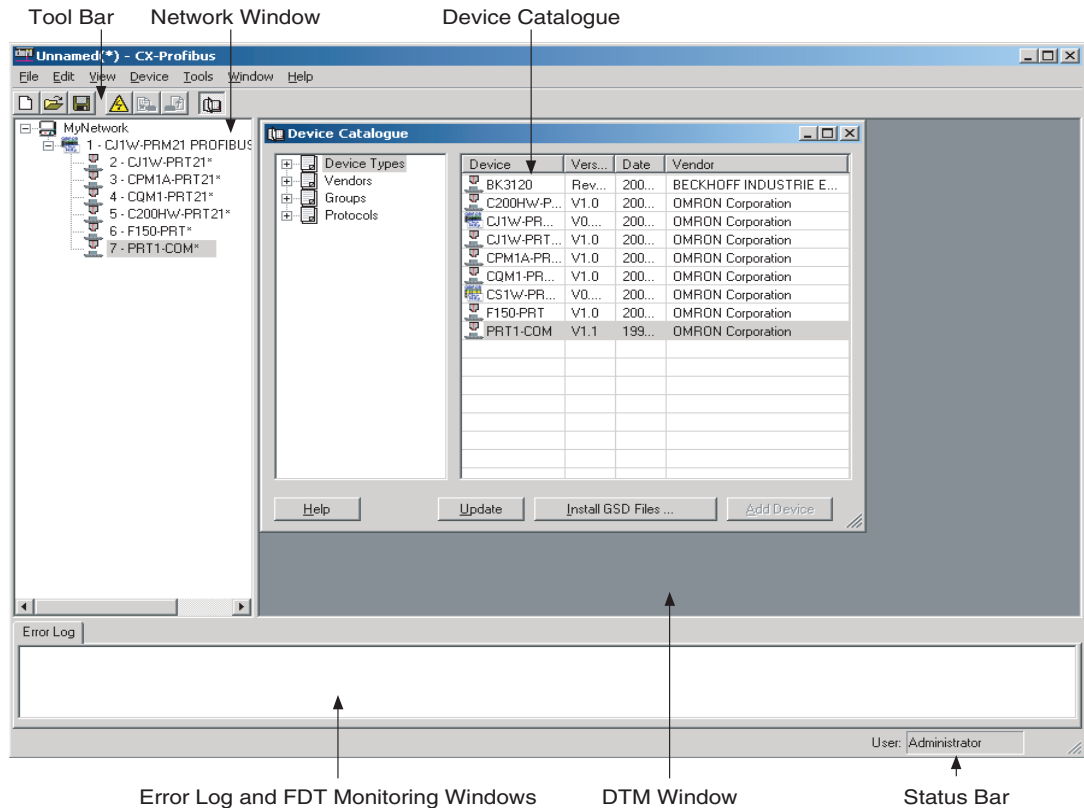 Tool Bar Network Window Device Catalogue
Unnamed(*) - CX-Profibus
File Edit View Device Tools Window Help
MyNetwork
1 - CJ1W-PRM21 PROFIBUS
2 - CJ1W-PRT21*
3 - CPM1A-PRT21*
4 - CQM1-PRT21*
5 - C200HW-PRT21*
6 - F150-PRT*
7 - PRT1-COM*
Device Catalogue
Device Types
Vendors
Groups
Protocols
Device Vers... Date Vendor
BK3120 Rev... 200... BECKHOFF INDUSTRIE E...
C200HW-P... V1.0 200... OMRON Corporation
CJ1W-PR... V0.... 200... OMRON Corporation
CJ1W-PRT... V1.0 200... OMRON Corporation
CPM1A-PR... V1.0 200... OMRON Corporation
CQM1-PR... V1.0 200... OMRON Corporation
CS1W-PR... V0.... 200... OMRON Corporation
F150-PRT V1.0 200... OMRON Corporation
PRT1-COM V1.1 199... OMRON Corporation
Help Update Install GSD Files ... Add Device
Error Log
User: Administrator
Error Log and FDT Monitoring Windows DTM Window Status Bar